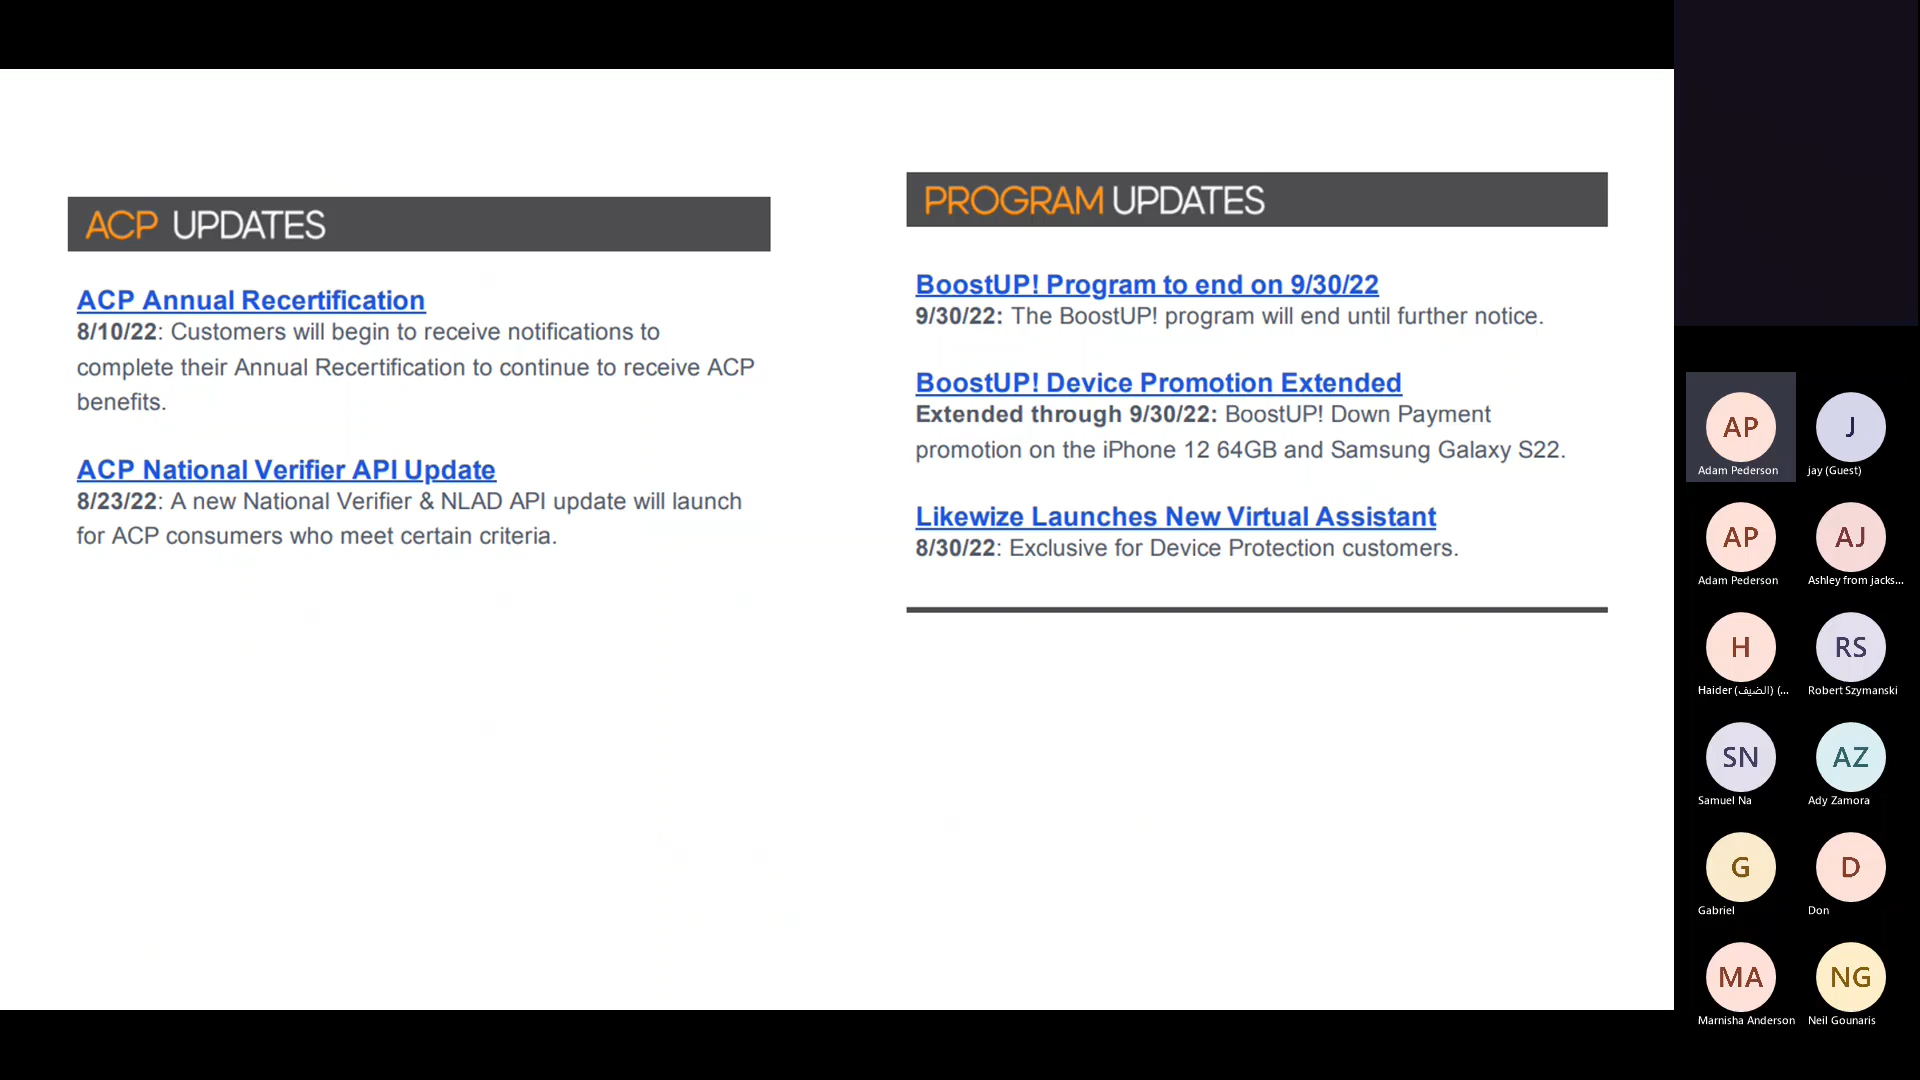 ACP UPDATES
ACP Annual Recertification
8/10/22: Customers will begin to receive notifications to
complete their Annual Recertification to continue to receive ACP
benefits.
ACP National Verifier API Update
8/23/22: A new National Verifier & NLAD API update will launch
for ACP consumers who meet certain criteria.
PROGRAM UPDATES
BoostUP! Program to end on 9/30/22
9/30/22: The BoostUP! program will end until further notice.
BoostUP! Device Promotion Extended
Extended through 9/30/22: BoostUP! Down Payment
promotion on the iPhone 12 64GB and Samsung Galaxy S22.
Likewize Launches New Virtual Assistant
8/30/22: Exclusive for Device Protection customers.
AP
Adam Pederson
J
jay (Guest)
AP
Adam Pederson
AJ
Ashley from jacks...
H
Haider (الضيف) (...
RS
Robert Szymanski
SN
Samuel Na
AZ
Ady Zamora
G
Gabriel
D
Don
MA
Marnisha Anderson
NG
Neil Gounaris